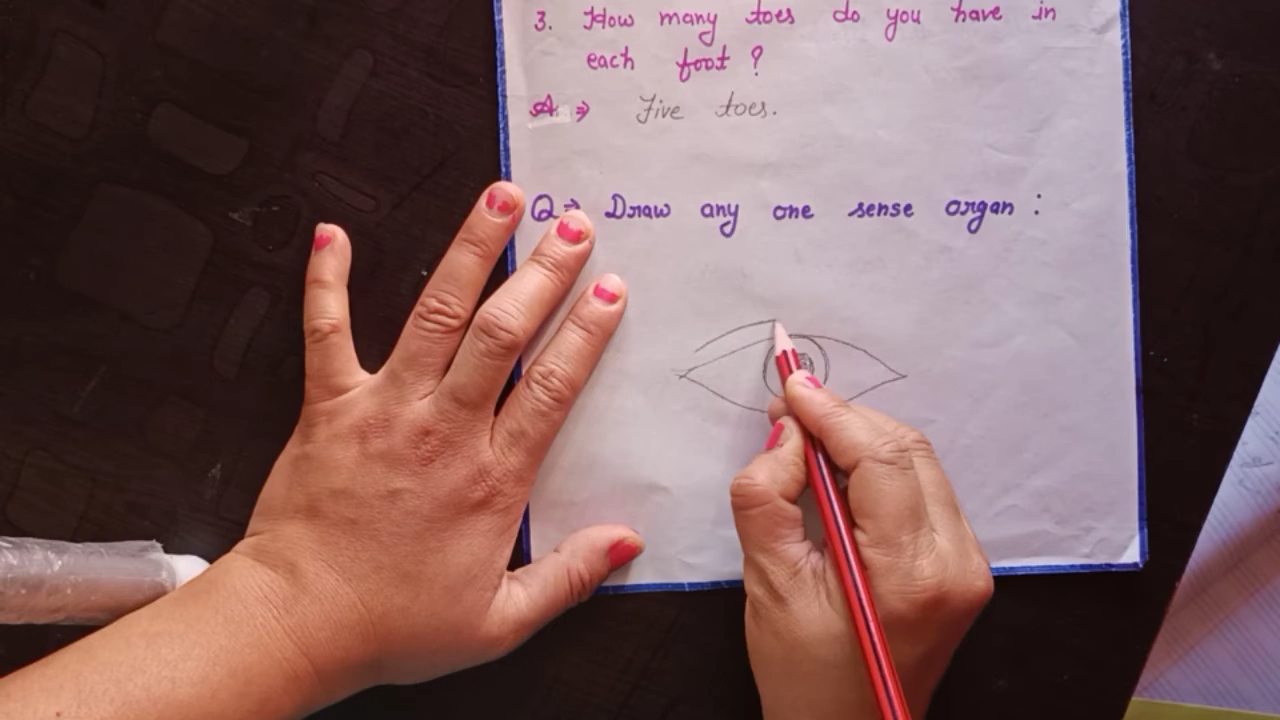 3. How many toes do you have in
each foot ?
A. ⇒ Five toes.
Q ⇒ Draw any one sense organ :